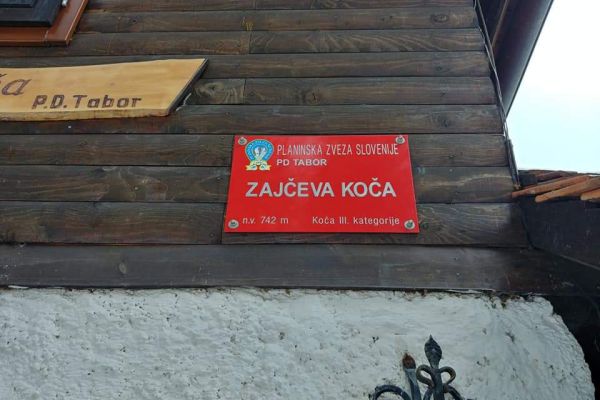 P.D. Tabor
PLANINSKA ZVEZA SLOVENIJE
PD TABOR
ZAJČEVA KOČA
n.v. 742 m Koča III. kategorije